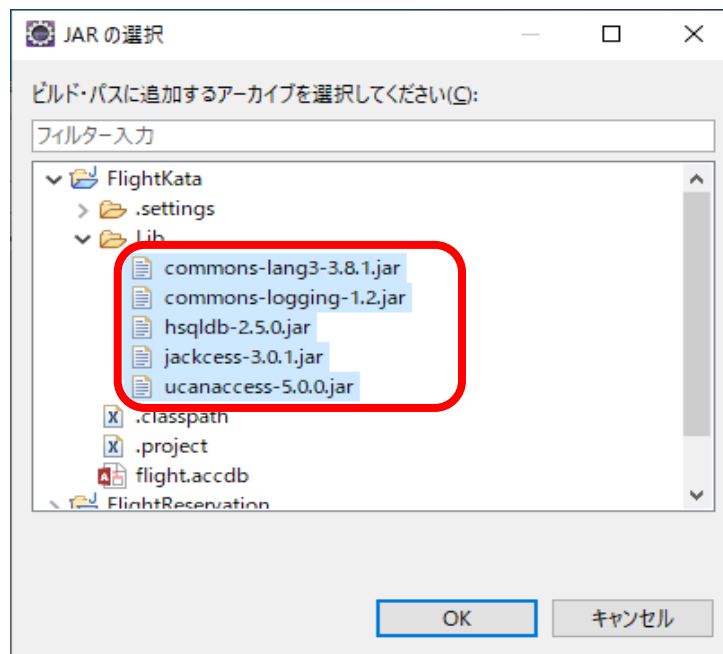 JAR の選択
ビルド・パスに追加するアーカイブを選択してください(C):
フィルター入力
FlightKata
.settings
Lib
commons-lang3-3.8.1.jar
commons-logging-1.2.jar
hsqldb-2.5.0.jar
jackcess-3.0.1.jar
ucanaccess-5.0.0.jar
.classpath
.project
flight.accdb
FlightReservation
OK
キャンセル